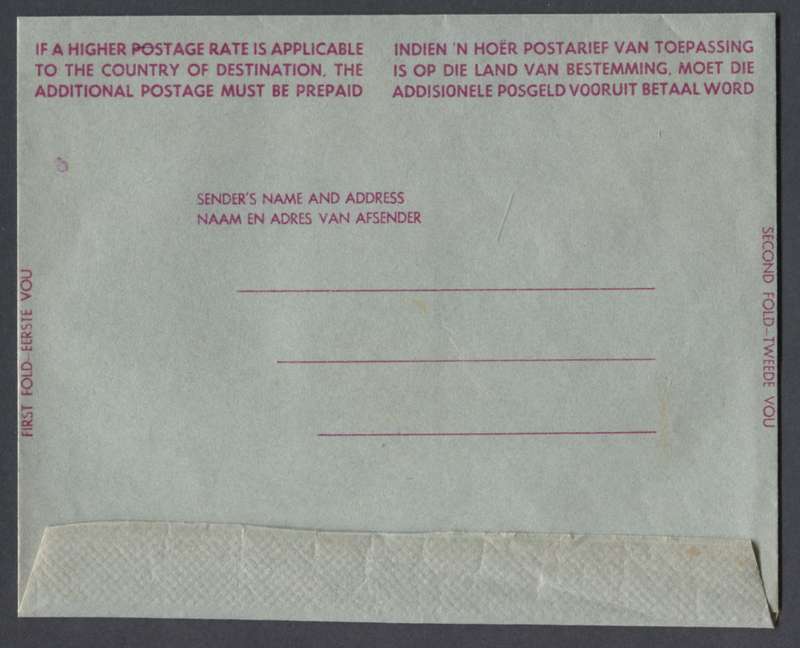 IF A HIGHER POSTAGE RATE IS APPLICABLE
TO THE COUNTRY OF DESTINATION, THE
ADDITIONAL POSTAGE MUST BE PREPAID
INDIEN 'N HOËR POSTARIEF VAN TOEPASSING
IS OP DIE LAND VAN BESTEMMING, MOET DIE
ADDISIONELE POSGELD VOORUIT BETAAL WORD
SENDER'S NAME AND ADDRESS
NAAM EN ADRES VAN AFSENDER
FIRST FOLD—EERSTE VOU
SECOND FOLD—TWEEDE VOU